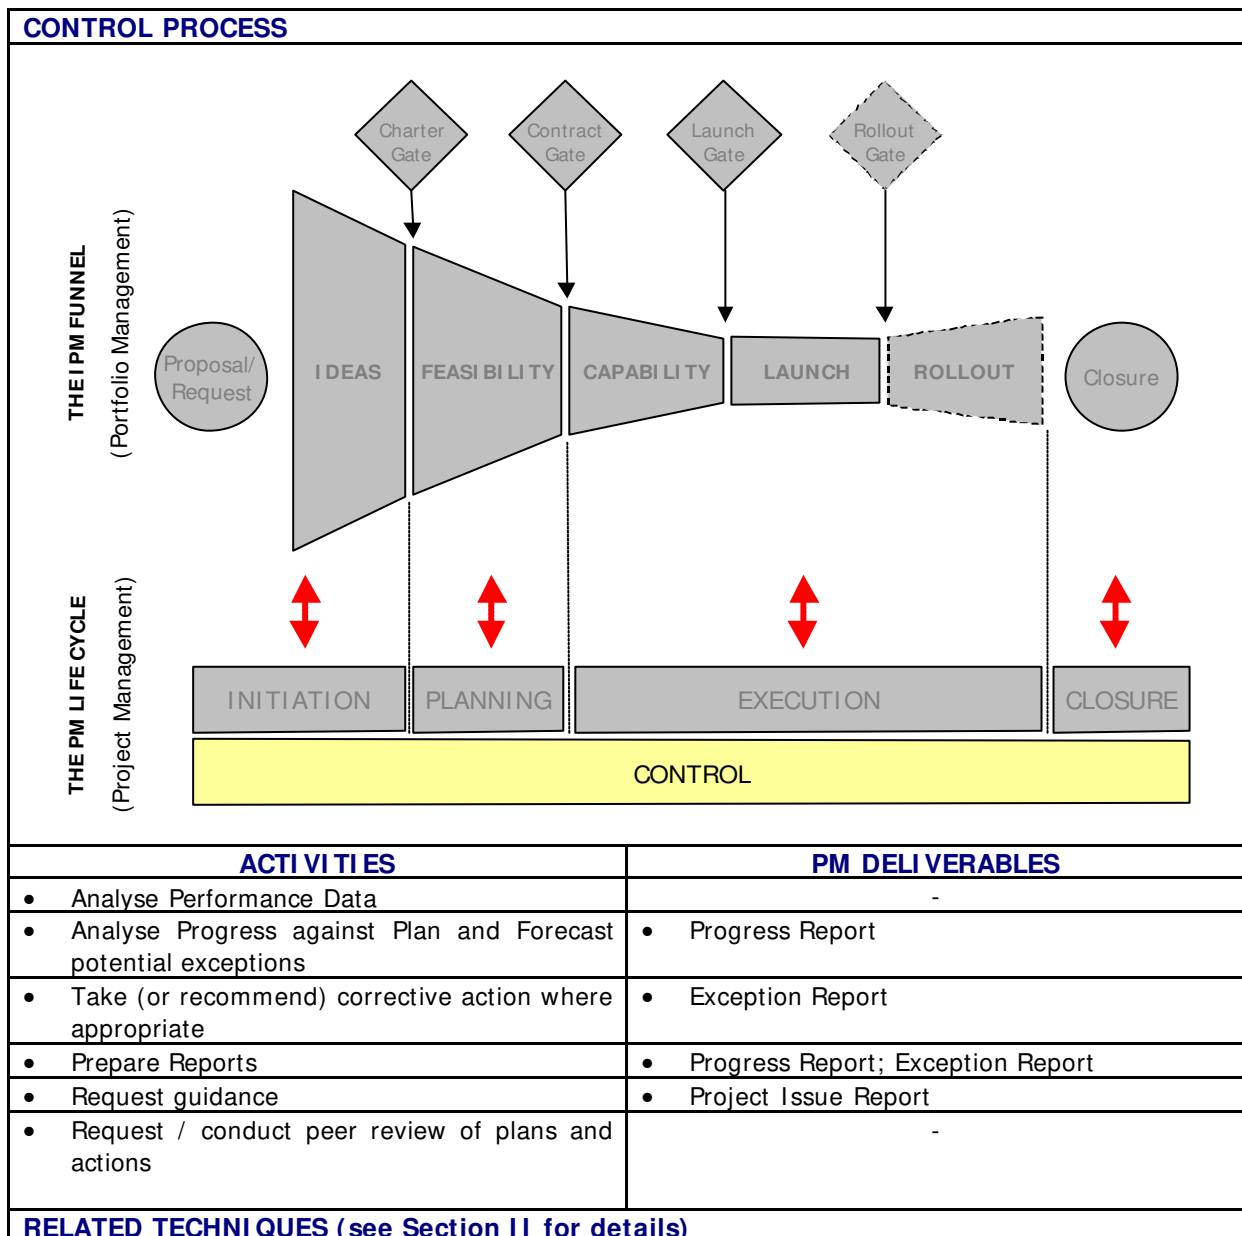 CONTROL PROCESS
Charter
Gate
Contract
Gate
Launch
Gate
Rollout
Gate
THE IPM FUNNEL
(Portfolio Management)
Proposal/
Request
IDEAS
FEASIBILITY
CAPABILITY
LAUNCH
ROLLOUT
Closure
THE PM LIFE CYCLE
(Project Management)
INITIATION
PLANNING
EXECUTION
CLOSURE
CONTROL
ACTIVITIES
PM DELIVERABLES
• Analyse Performance Data
-
• Analyse Progress against Plan and Forecast
potential exceptions
• Progress Report
• Take (or recommend) corrective action where
appropriate
• Exception Report
• Prepare Reports
• Progress Report; Exception Report
• Request guidance
• Project Issue Report
• Request / conduct peer review of plans and
actions
-
RELATED TECHNIQUES (see Section II for details)